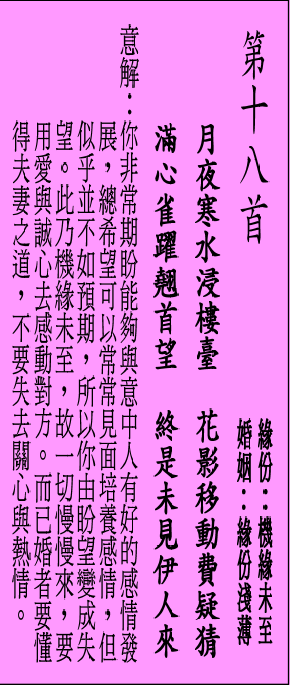 第十八首
緣份：機緣未至
婚姻：緣份淺薄
月夜寒水浸樓臺　花影移動費疑猜
滿心雀躍翹首望　終是未見伊人來
意解：你非常期盼能夠與意中人有好的感情發
展，總希望可以常常見面培養感情，但
似乎並不如預期，所以你由盼望變成失
望。此乃機緣未至，故一切慢慢來，要
用愛與誠心去感動對方。而已婚者要懂
得夫妻之道，不要失去關心與熱情。